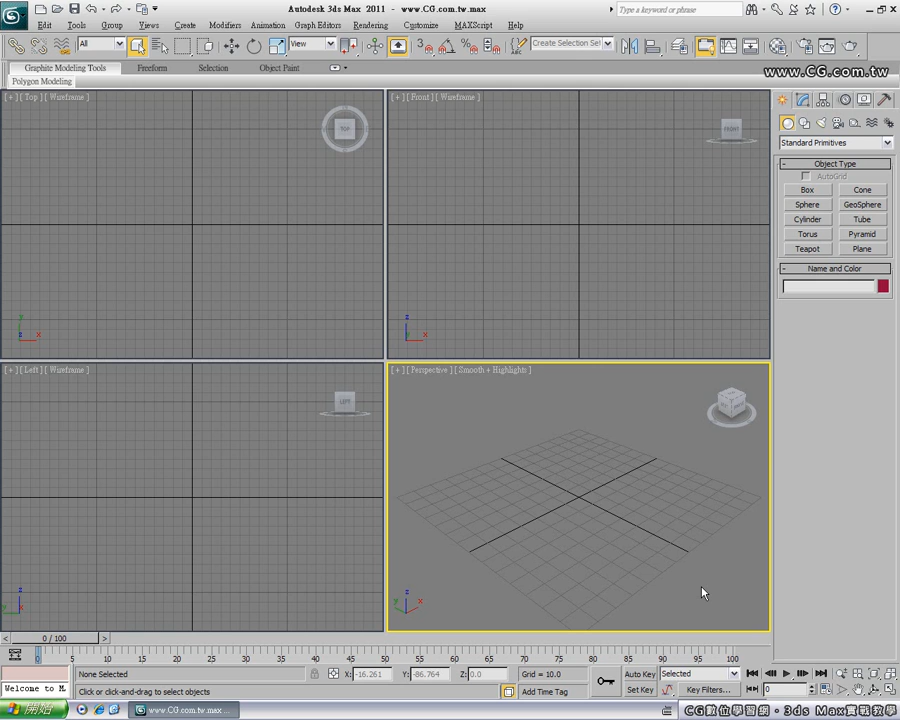 Autodesk 3ds Max 2011 - www.CG.com.tw.max
Type a keyword or phrase
Edit Tools Group Views Create Modifiers Animation Graph Editors Rendering Customize MAXScript Help
All
View
3
Create Selection Se
Graphite Modeling Tools Freeform Selection Object Paint
www.CG.com.tw
Polygon Modeling
[ + ] [ Top ] [ Wireframe ]
TOP
[ + ] [ Front ] [ Wireframe ]
FRONT
Standard Primitives
Object Type
AutoGrid
Box Cone
Sphere GeoSphere
Cylinder Tube
Torus Pyramid
Teapot Plane
Name and Color
y
z x
z
x
[ + ] [ Left ] [ Wireframe ]
LEFT
[ + ] [ Perspective ] [ Smooth + Highlights ]
z
y x
z
y x
0 / 100
0 5 10 15 20 25 30 35 40 45 50 55 60 65 70 75 80 85 90 95 100
None Selected X: -16.261 Y: -86.764 Z: 0.0 Grid = 10.0 Auto Key Selected
Welcome to M Click or click-and-drag to select objects Add Time Tag Set Key Key Filters... 0
開始 www.CG.com.tw.max ...
CG數位學習網・3ds Max實戰教學